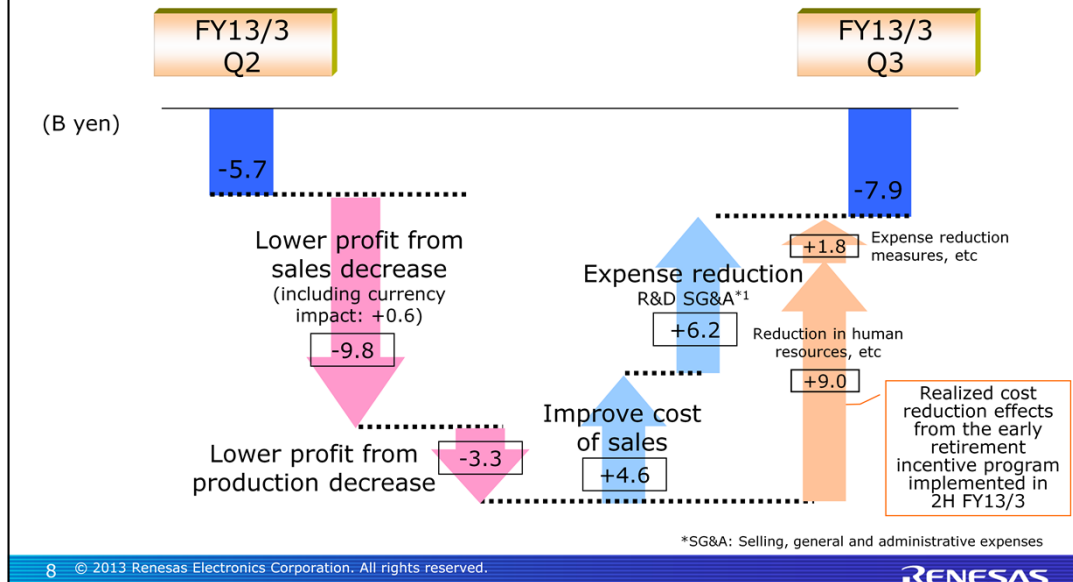 FY13/3
Q2
FY13/3
Q3
(B yen)
-5.7
-7.9
Lower profit from
sales decrease
(including currency
impact: +0.6)
-9.8
Lower profit from
production decrease
-3.3
Improve cost
of sales
+4.6
Expense reduction
R&D SG&A*1
+6.2
+1.8
Expense reduction
measures, etc
Reduction in human
resources, etc
+9.0
Realized cost
reduction effects
from the early
retirement
incentive program
implemented in
2H FY13/3
*SG&A: Selling, general and administrative expenses
8 © 2013 Renesas Electronics Corporation. All rights reserved.
RENESAS